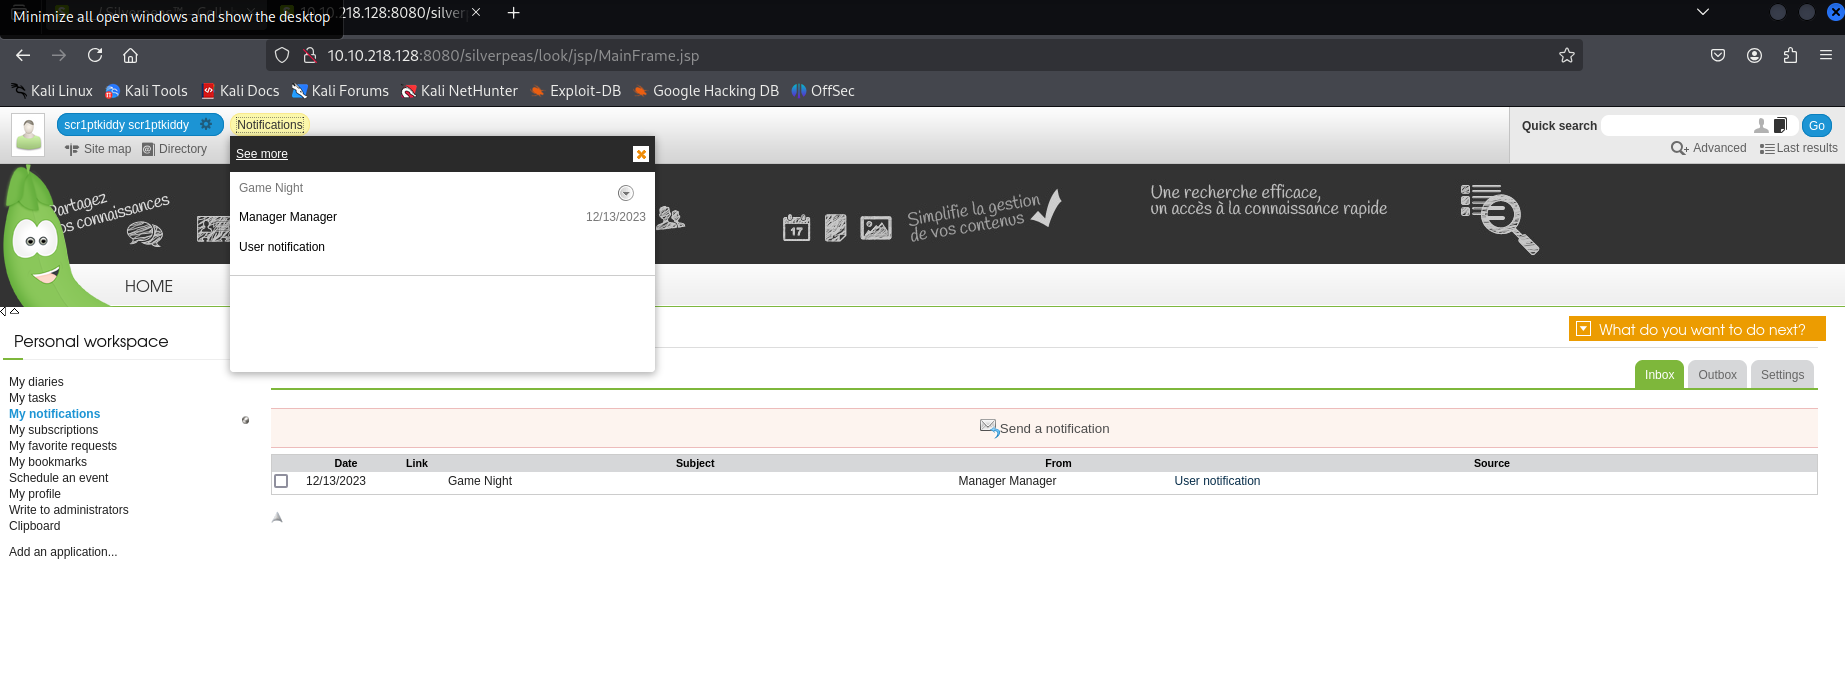 Minimize all open windows and show the desktop
218.128:8080/silver
10.10.218.128:8080/silverpeas/look/jsp/MainFrame.jsp
Kali Linux Kali Tools Kali Docs Kali Forums Kali NetHunter Exploit-DB Google Hacking DB OffSec
scr1ptkiddy scr1ptkiddy Notifications Quick search Go
Site map Directory Advanced Last results
See more
Game Night
Manager Manager 12/13/2023
User notification
Partagez
vos connaissances
17
Simplifie la gestion
de vos contenus
Une recherche efficace,
un accès à la connaissance rapide
HOME
Personal workspace
What do you want to do next?
Inbox Outbox Settings
My diaries
My tasks
My notifications
My subscriptions
My favorite requests
My bookmarks
Schedule an event
My profile
Write to administrators
Clipboard
Add an application...
Send a notification
Date Link Subject From Source
12/13/2023 Game Night Manager Manager User notification